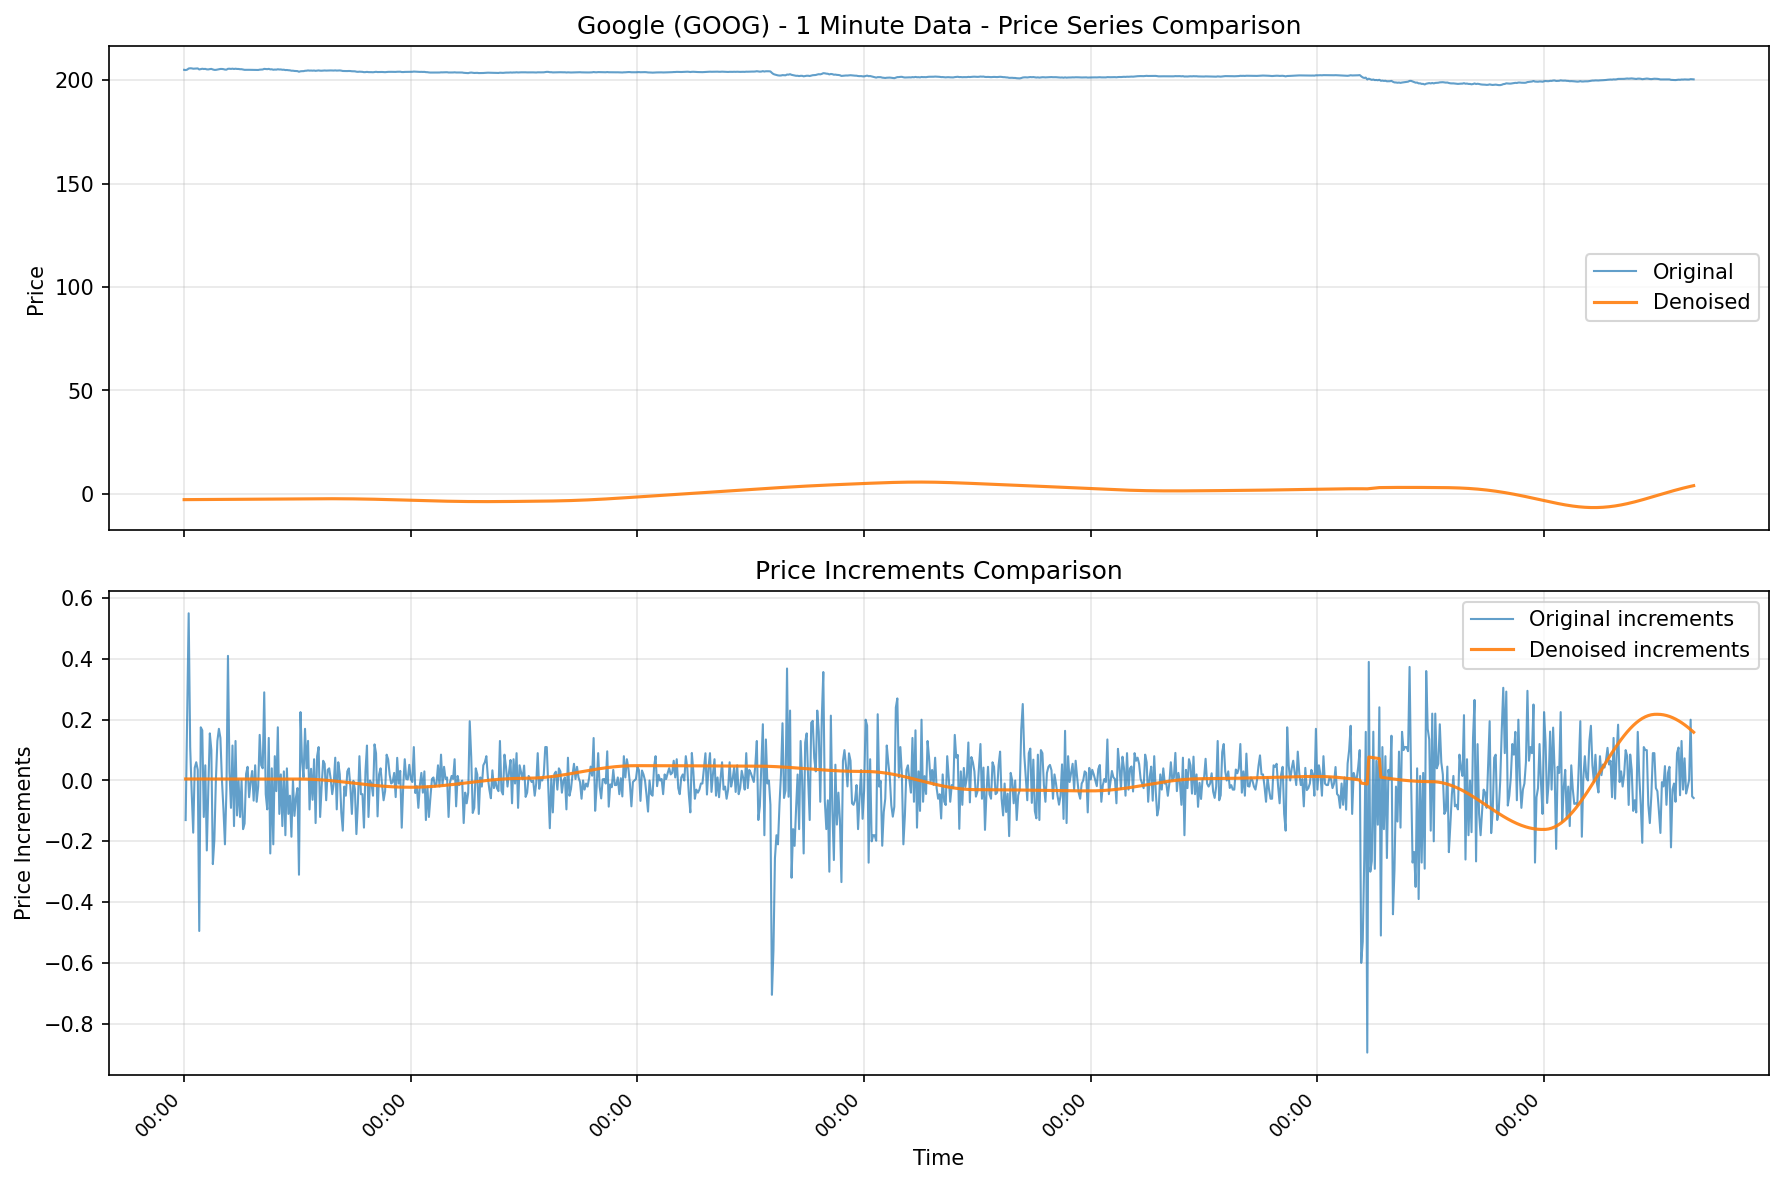 Google (GOOG) - 1 Minute Data - Price Series Comparison
200
150
100
50
0
Price
Original
Denoised
Price Increments Comparison
0.6
0.4
0.2
0.0
−0.2
−0.4
−0.6
−0.8
Price Increments
Original increments
Denoised increments
00:00
00:00
00:00
00:00
00:00
00:00
00:00
Time